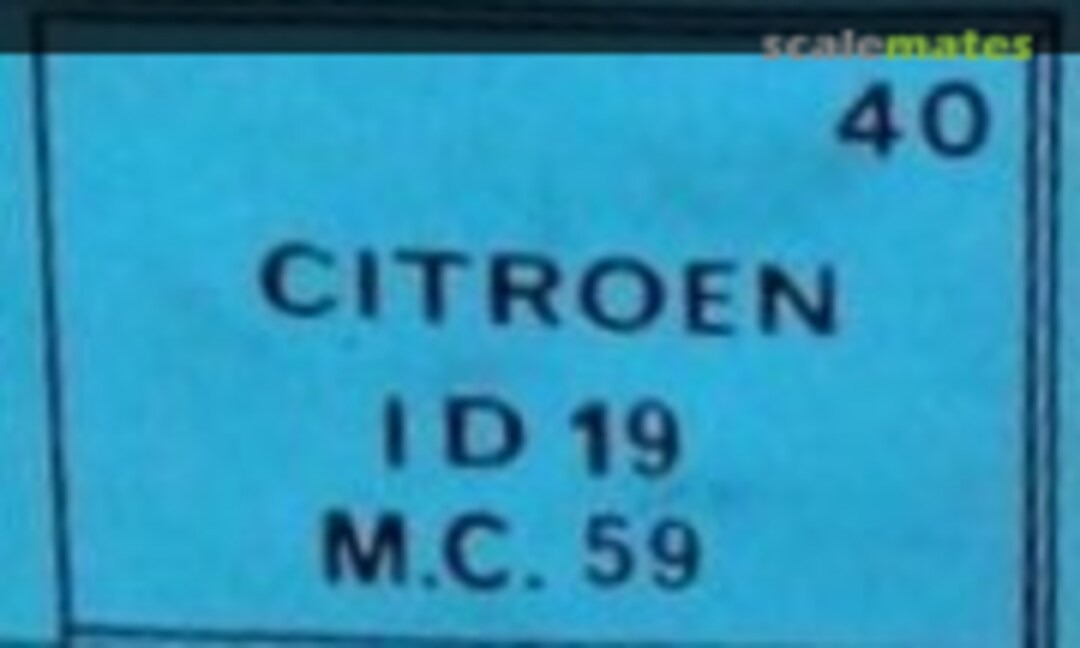 scalemates
40
CITROEN
ID 19
M.C. 59